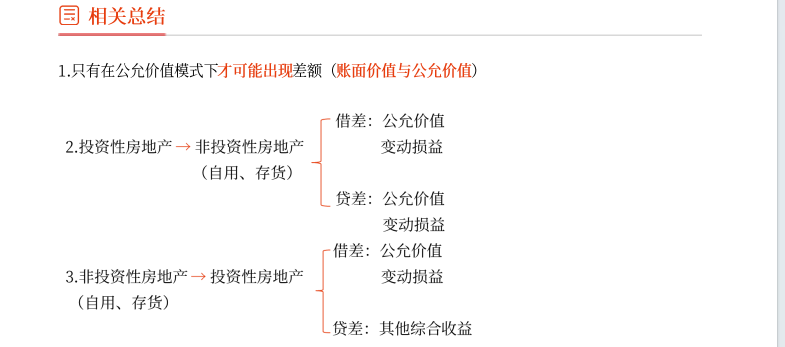 相关总结
1.只有在公允价值模式下才可能出现差额（账面价值与公允价值）
借差：公允价值
2.投资性房地产→非投资性房地产
变动损益
（自用、存货）
贷差：公允价值
变动损益
借差：公允价值
3.非投资性房地产→投资性房地产
变动损益
（自用、存货）
贷差：其他综合收益